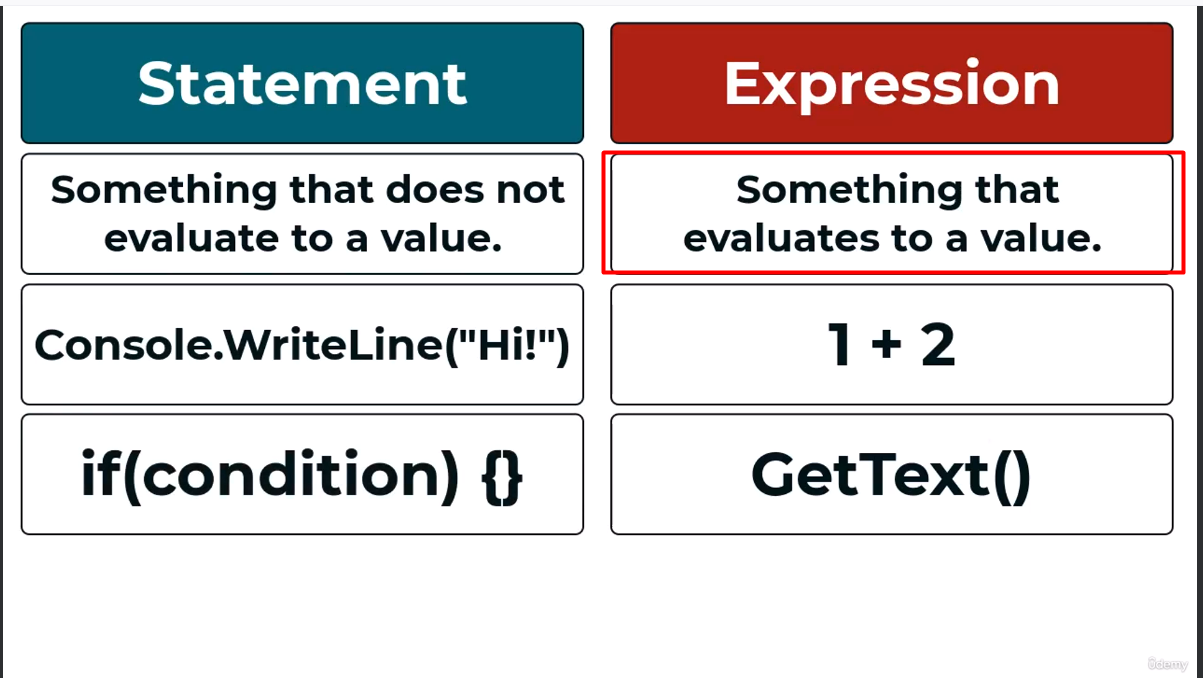 Statement
Expression
Something that does not
evaluate to a value.
Something that
evaluates to a value.
Console.WriteLine("Hi!")
1 + 2
if(condition) {}
GetText()
ûdemy